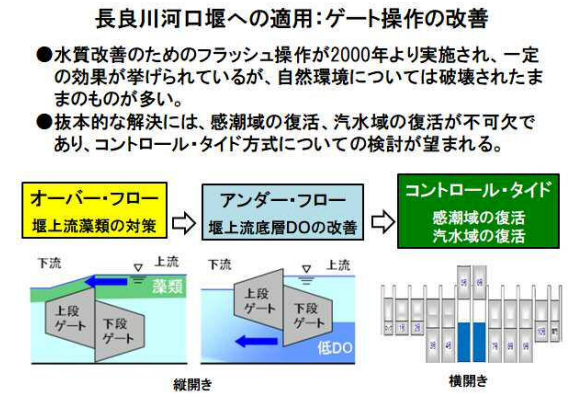 長良川河口堰への適用：ゲート操作の改善
●水質改善のためのフラッシュ操作が2000年より実施され、一定
の効果が挙げられているが、自然環境については破壊されたま
まのものが多い。
●抜本的な解決には、感潮域の復活、汽水域の復活が不可欠で
あり、コントロール・タイド方式についての検討が望まれる。
オーバー・フロー
堰上流藻類の対策
アンダー・フロー
堰上流底層DOの改善
コントロール・タイド
感潮域の復活
汽水域の復活
下流
上流
藻類
上段
ゲート
下段
ゲート
下流
上流
上段
ゲート
下段
ゲート
低DO
縦開き
横開き